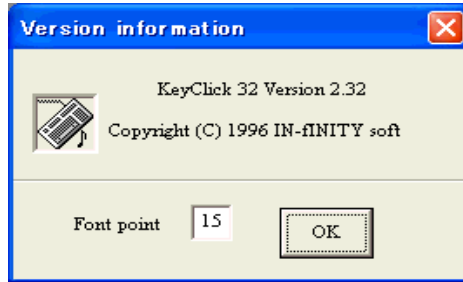 Version information
KeyClick 32 Version 2.32
Copyright (C) 1996 IN-fINITY soft
Font point 15 OK